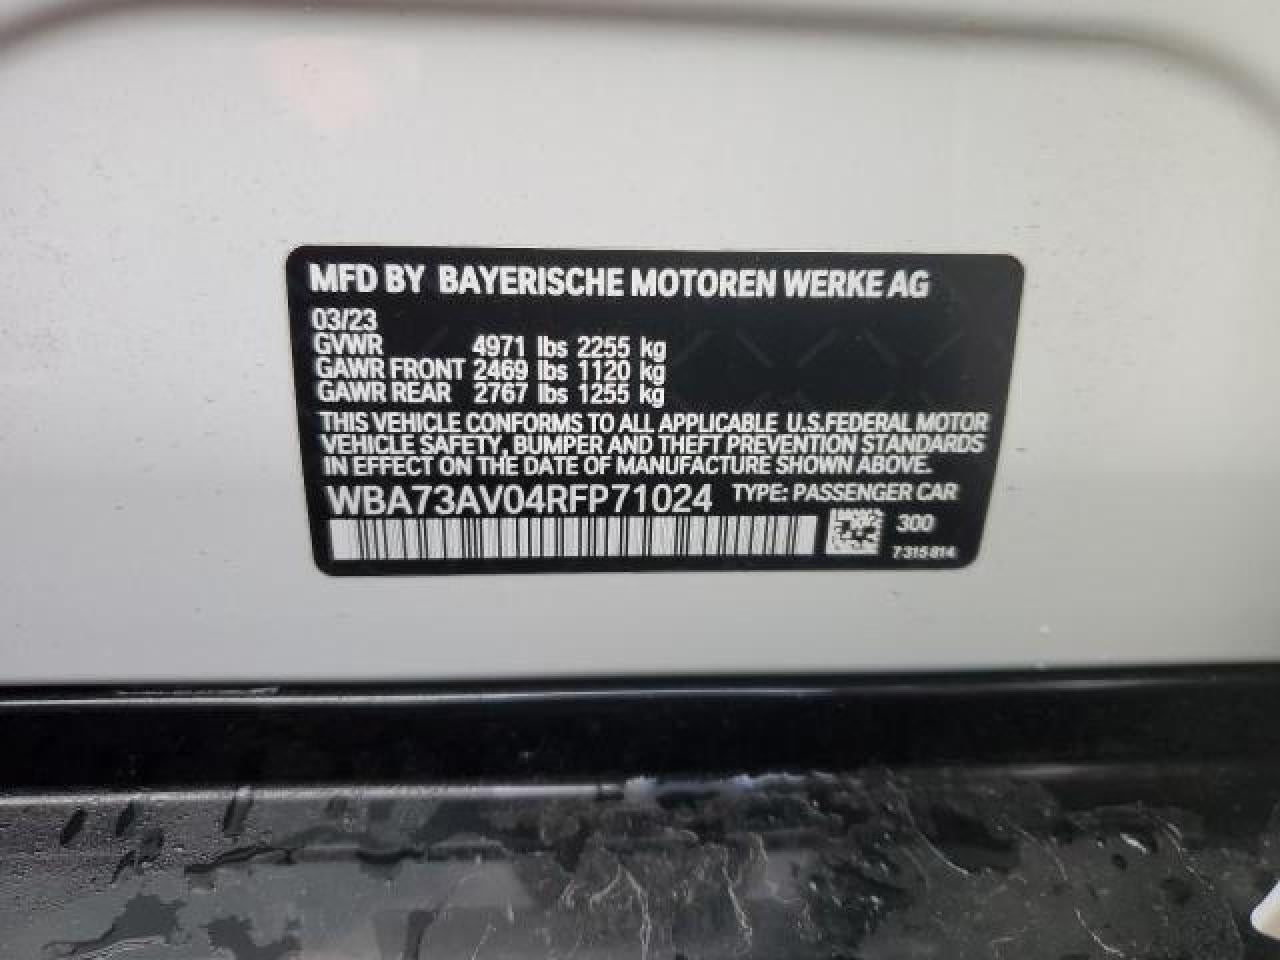 MFD BY BAYERISCHE MOTOREN WERKE AG
03/23
GVWR 4971 lbs 2255 kg
GAWR FRONT 2469 lbs 1120 kg
GAWR REAR 2767 lbs 1255 kg
THIS VEHICLE CONFORMS TO ALL APPLICABLE U.S.FEDERAL MOTOR
VEHICLE SAFETY, BUMPER AND THEFT PREVENTION STANDARDS
IN EFFECT ON THE DATE OF MANUFACTURE SHOWN ABOVE.
WBA73AV04RFP71024 TYPE: PASSENGER CAR
300
7 315 814